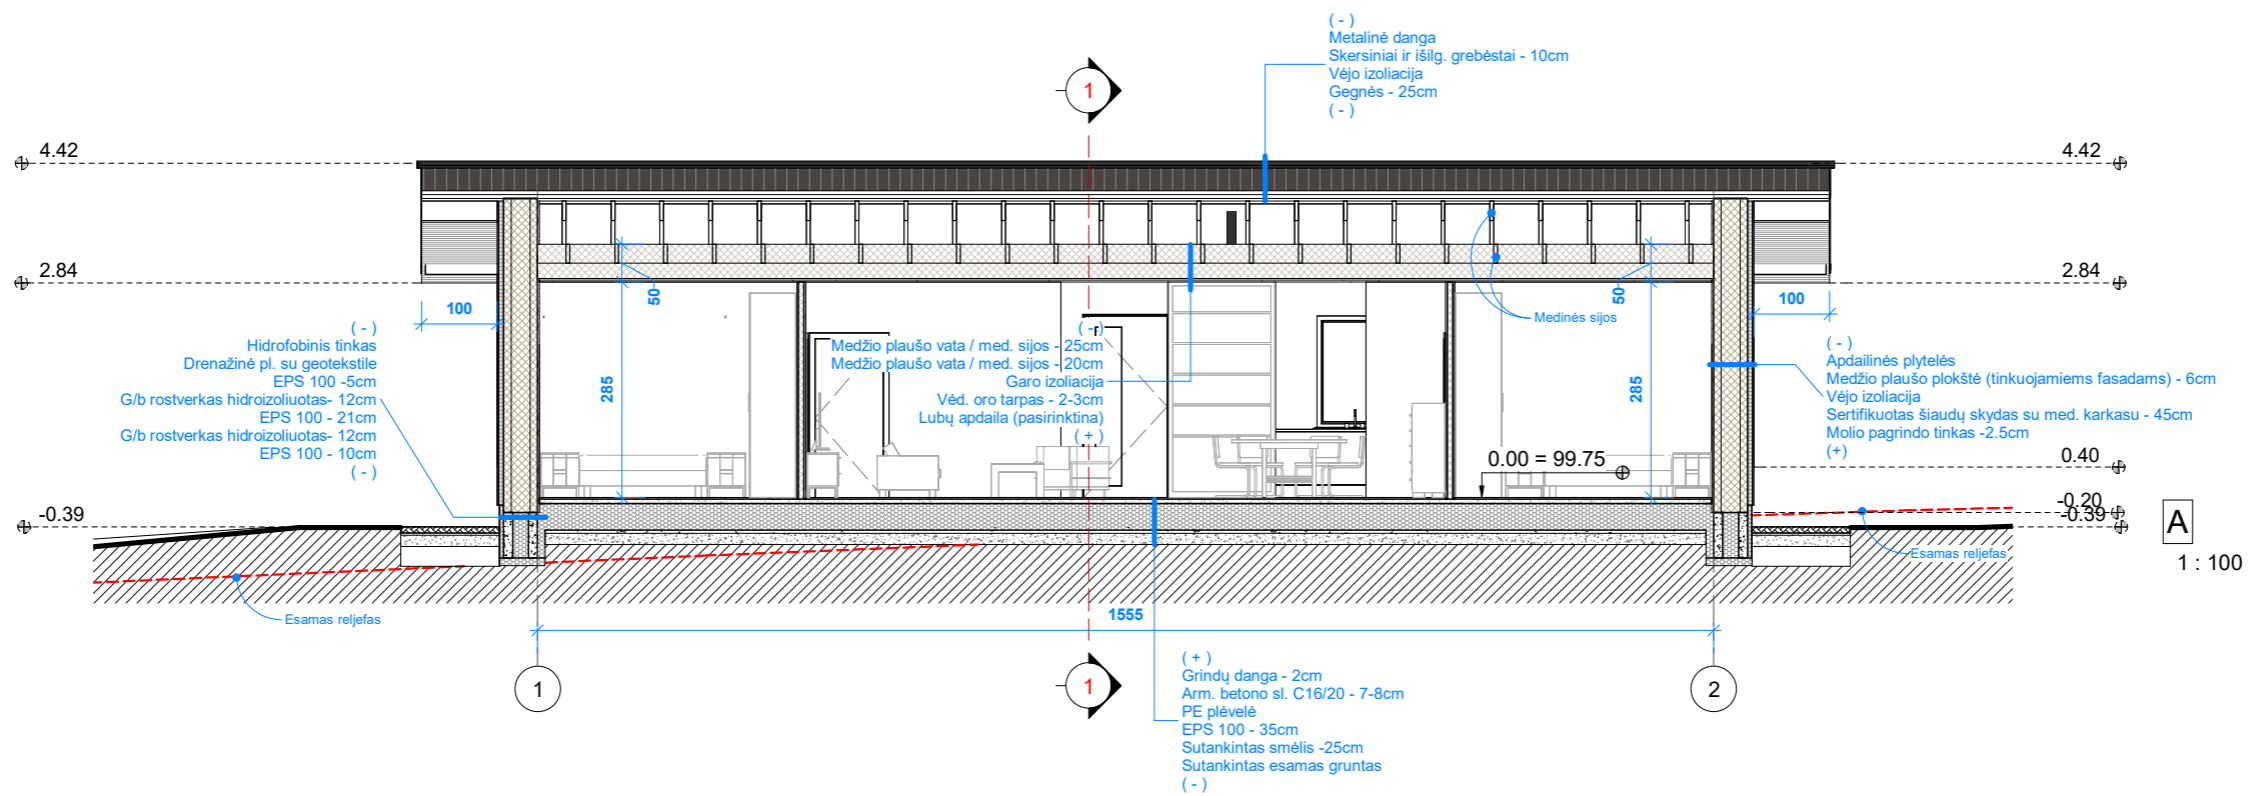 ( - )
Metalinė danga
Skersiniai ir išilg. grebėstai - 10cm
Vėjo izoliacija
Gegnės - 25cm
( - )
1
4.42
4.42
2.84
2.84
100
100
50
50
285
285
Medinės sijos
( - )
Hidrofobinis tinkas
Drenažinė pl. su geotekstile
EPS 100 -5cm
G/b rostverkas hidroizoliuotas- 12cm
EPS 100 - 21cm
G/b rostverkas hidroizoliuotas- 12cm
EPS 100 - 10cm
( - )
( -)
Medžio plaušo vata / med. sijos - 25cm
Medžio plaušo vata / med. sijos - 20cm
Garo izoliacija
Vėd. oro tarpas - 2-3cm
Lubų apdaila (pasirinktina)
( + )
( - )
Apdailinės plytelės
Medžio plaušo plokštė (tinkuojamiems fasadams) - 6cm
Vėjo izoliacija
Sertifikuotas šiaudų skydas su med. karkasu - 45cm
Molio pagrindo tinkas -2.5cm
(+)
0.00 = 99.75
0.40
-0.20
-0.39
-0.39
A
1 : 100
Esamas reljefas
Esamas reljefas
1555
1
1
2
( + )
Grindų danga - 2cm
Arm. betono sl. C16/20 - 7-8cm
PE plėvelė
EPS 100 - 35cm
Sutankintas smėlis -25cm
Sutankintas esamas gruntas
( - )